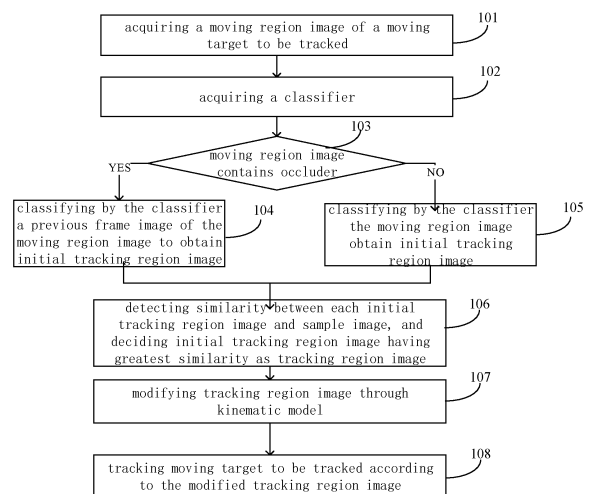 acquiring a moving region image of a moving
target to be tracked
101
acquiring a classifier
102
moving region image
contains occluder
103
YES
NO
classifying by the classifier
a previous frame image of the
moving region image to obtain
initial tracking region image
104
classifying by the classifier
the moving region image
obtain initial tracking
region image
105
detecting similarity between each initial
tracking region image and sample image, and
deciding initial tracking region image having
greatest similarity as tracking region image
106
modifying tracking region image through
kinematic model
107
tracking moving target to be tracked according
to the modified tracking region image
108